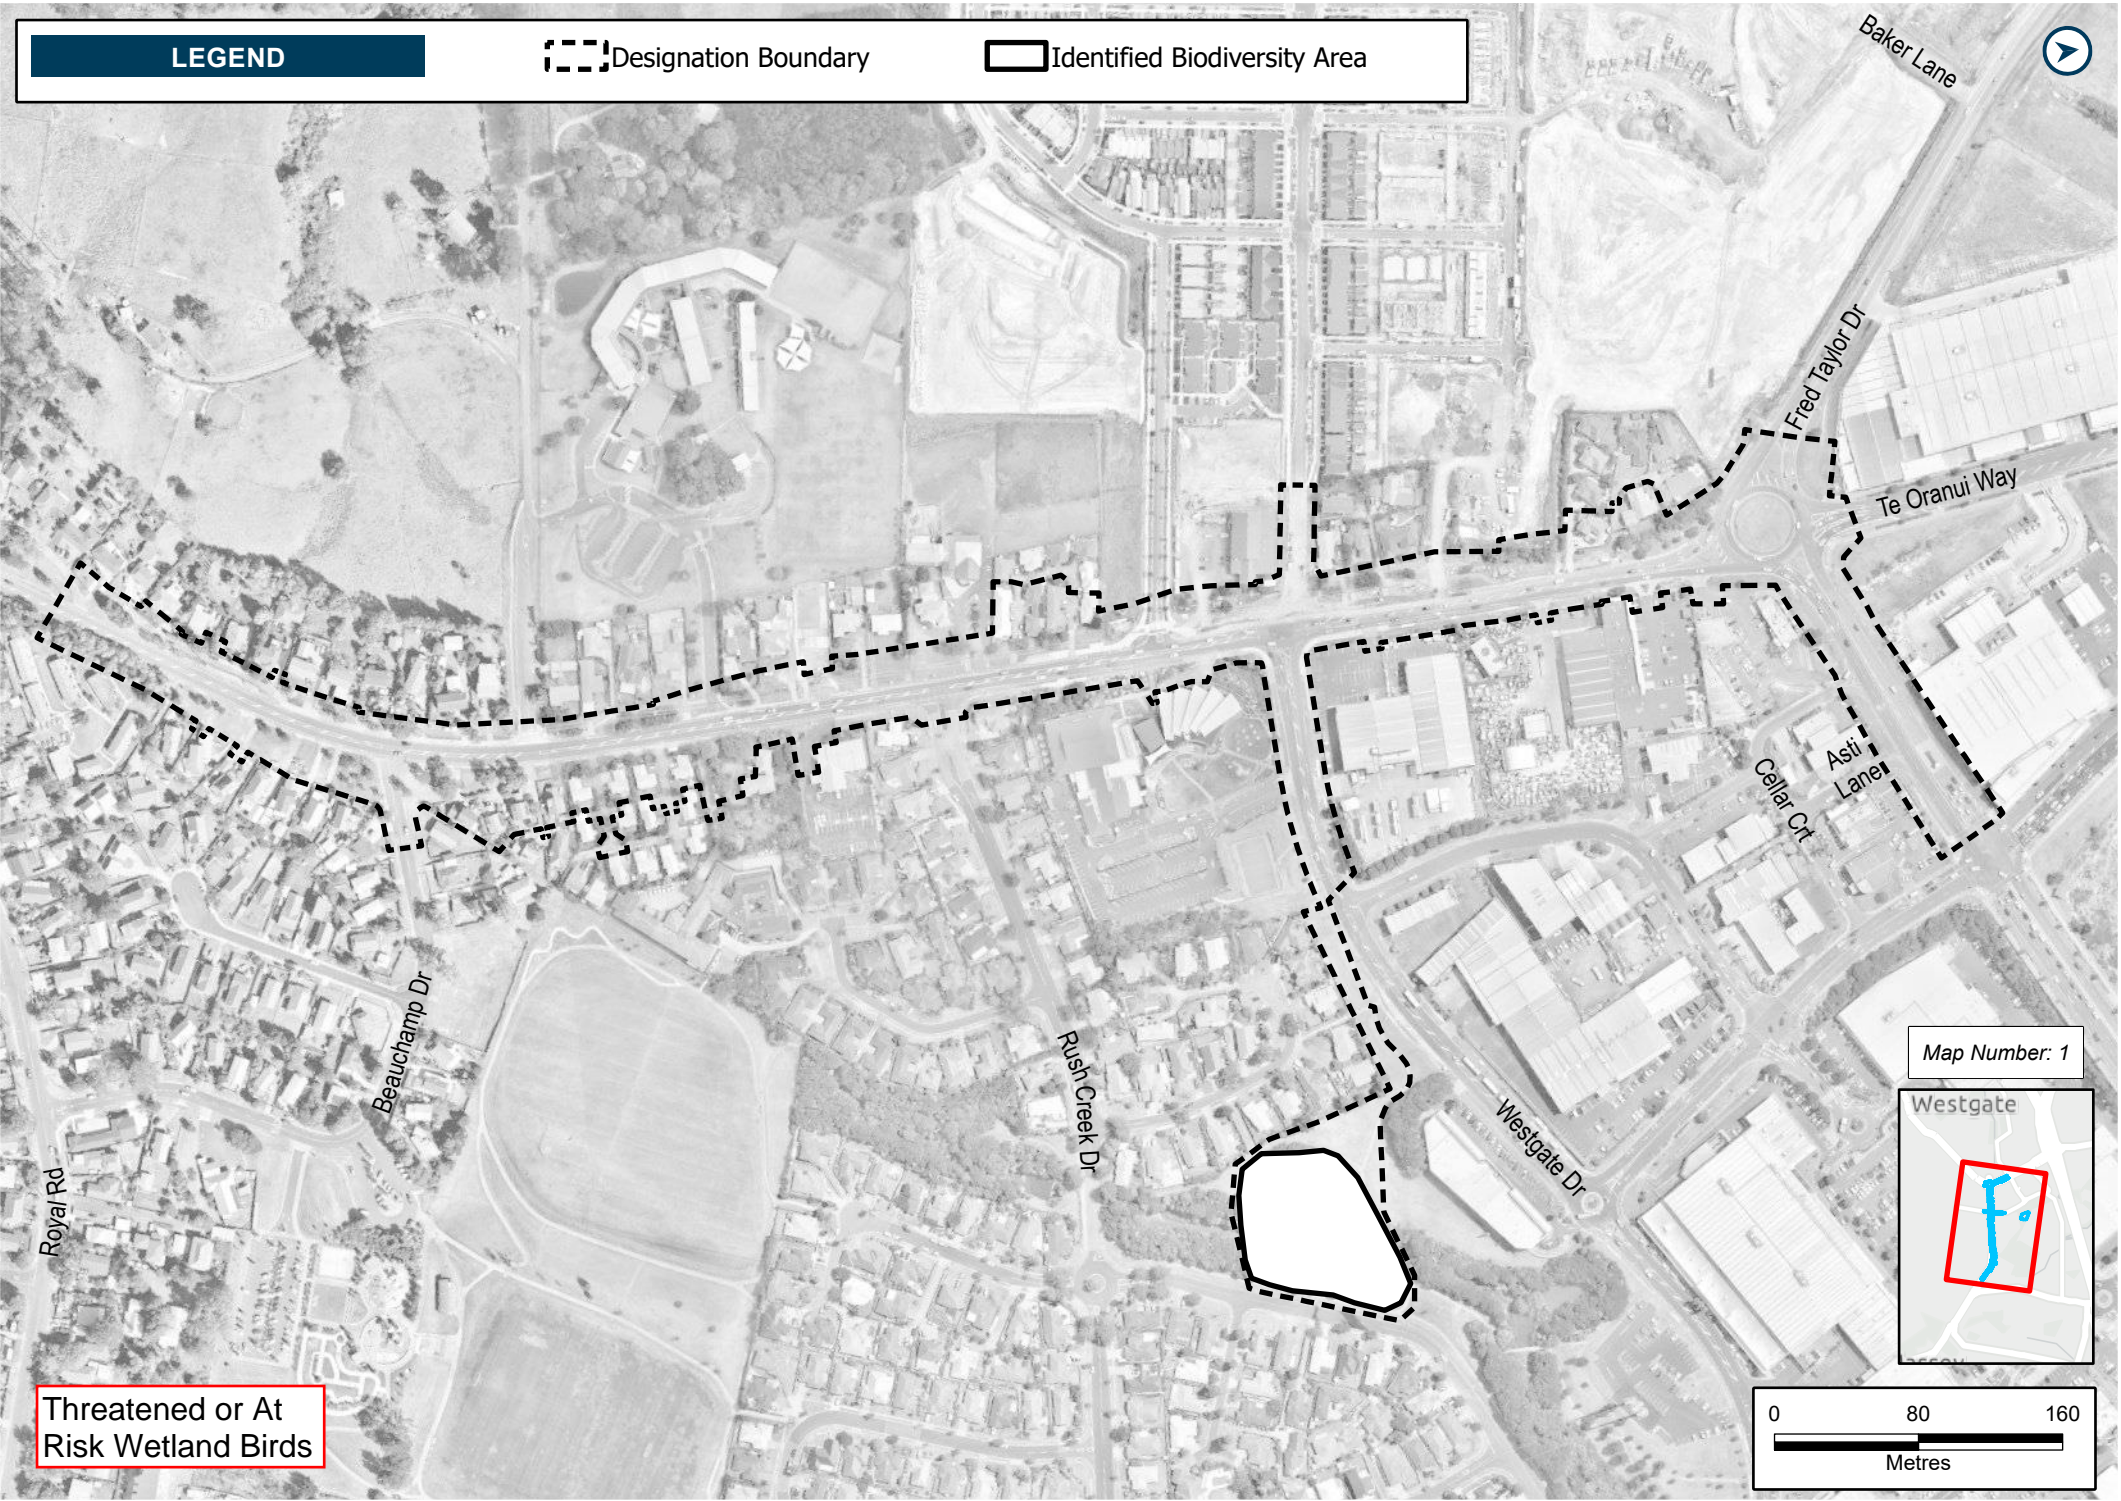 LEGEND
Designation Boundary
Identified Biodiversity Area
Baker Lane
Fred Taylor Dr
Te Oranui Way
Asti
Lane
Cellar Crt
Beauchamp Dr
Rush Creek Dr
Westgate Dr
Royal Rd
Map Number: 1
Westgate
Threatened or At
Risk Wetland Birds
0 80 160
Metres